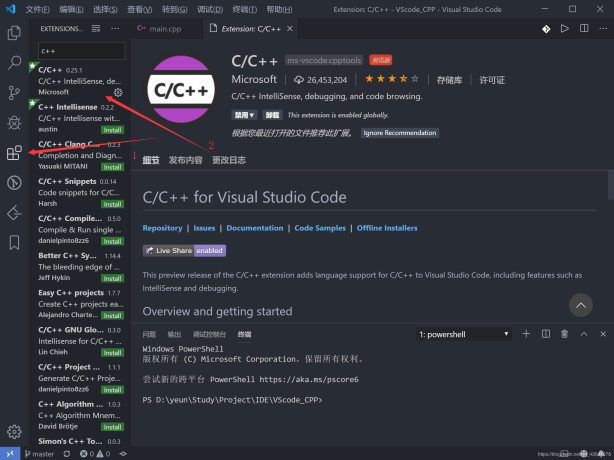 文件(F) 编辑(E) 选择(S) 查看(V) 转到(G) 调试(D) 终端(T) 帮助(H) Extension: C/C++ - VScode_CPP - Visual Studio Code
EXTENSIONS... main.cpp Extension: C/C++
c++
C/C++ 0.25.1
C/C++ IntelliSense, de...
Microsoft
C++ Intellisense 0.2.2
C/C++ Intellisense wit...
austin Install
C/C++ Clang C... 0.2.3
Completion and Diagn...
Yasuaki MITANI Install
C/C++ Snippets 0.0.14
Code snippets for C/C...
Harsh Install
C/C++ Compile... 0.5.0
Compile & Run single ...
danielpinto8zz6 Install
Better C++ Sy... 1.14.4
The bleeding edge of ...
Jeff Hykin Install
Easy C++ projects 1.7.7
Create C++ projects ea...
Alejandro Charte... Install
C/C++ GNU Glo... 0.3.0
Intellisense for C/C++ ...
Lin Chieh Install
C/C++ Project ... 1.1.1
Generate C/C++ Projec...
danielpinto8zz6 Install
C++ Algorithm ... 1.0.3
C++ Algorithm Mnem...
David Brötje Install
Simon's C++ To... 0.0.3
1
2
C/C++
C/C++ ms-vscode.cpptools 预览版
Microsoft 26,453,204 存储库 许可证
C/C++ IntelliSense, debugging, and code browsing.
禁用 卸载 This extension is enabled globally.
根据您最近打开的文件推荐此扩展。 Ignore Recommendation
细节 发布内容 更改日志
C/C++ for Visual Studio Code
Repository | Issues | Documentation | Code Samples | Offline Installers
Live Share enabled
This preview release of the C/C++ extension adds language support for C/C++ to Visual Studio Code, including features such as
IntelliSense and debugging.
Overview and getting started
问题 输出 调试控制台 终端 1: powershell
Windows PowerShell
版权所有 (C) Microsoft Corporation. 保留所有权利。
尝试新的跨平台 PowerShell https://aka.ms/pscore6
PS D:\yeun\Study\Project\IDE\VScode_CPP>
master 0 0